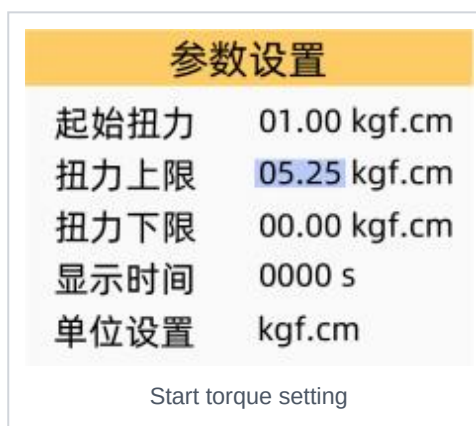 参数设置
起始扭力 01.00 kgf.cm
扭力上限 05.25 kgf.cm
扭力下限 00.00 kgf.cm
显示时间 0000 s
单位设置 kgf.cm
Start torque setting